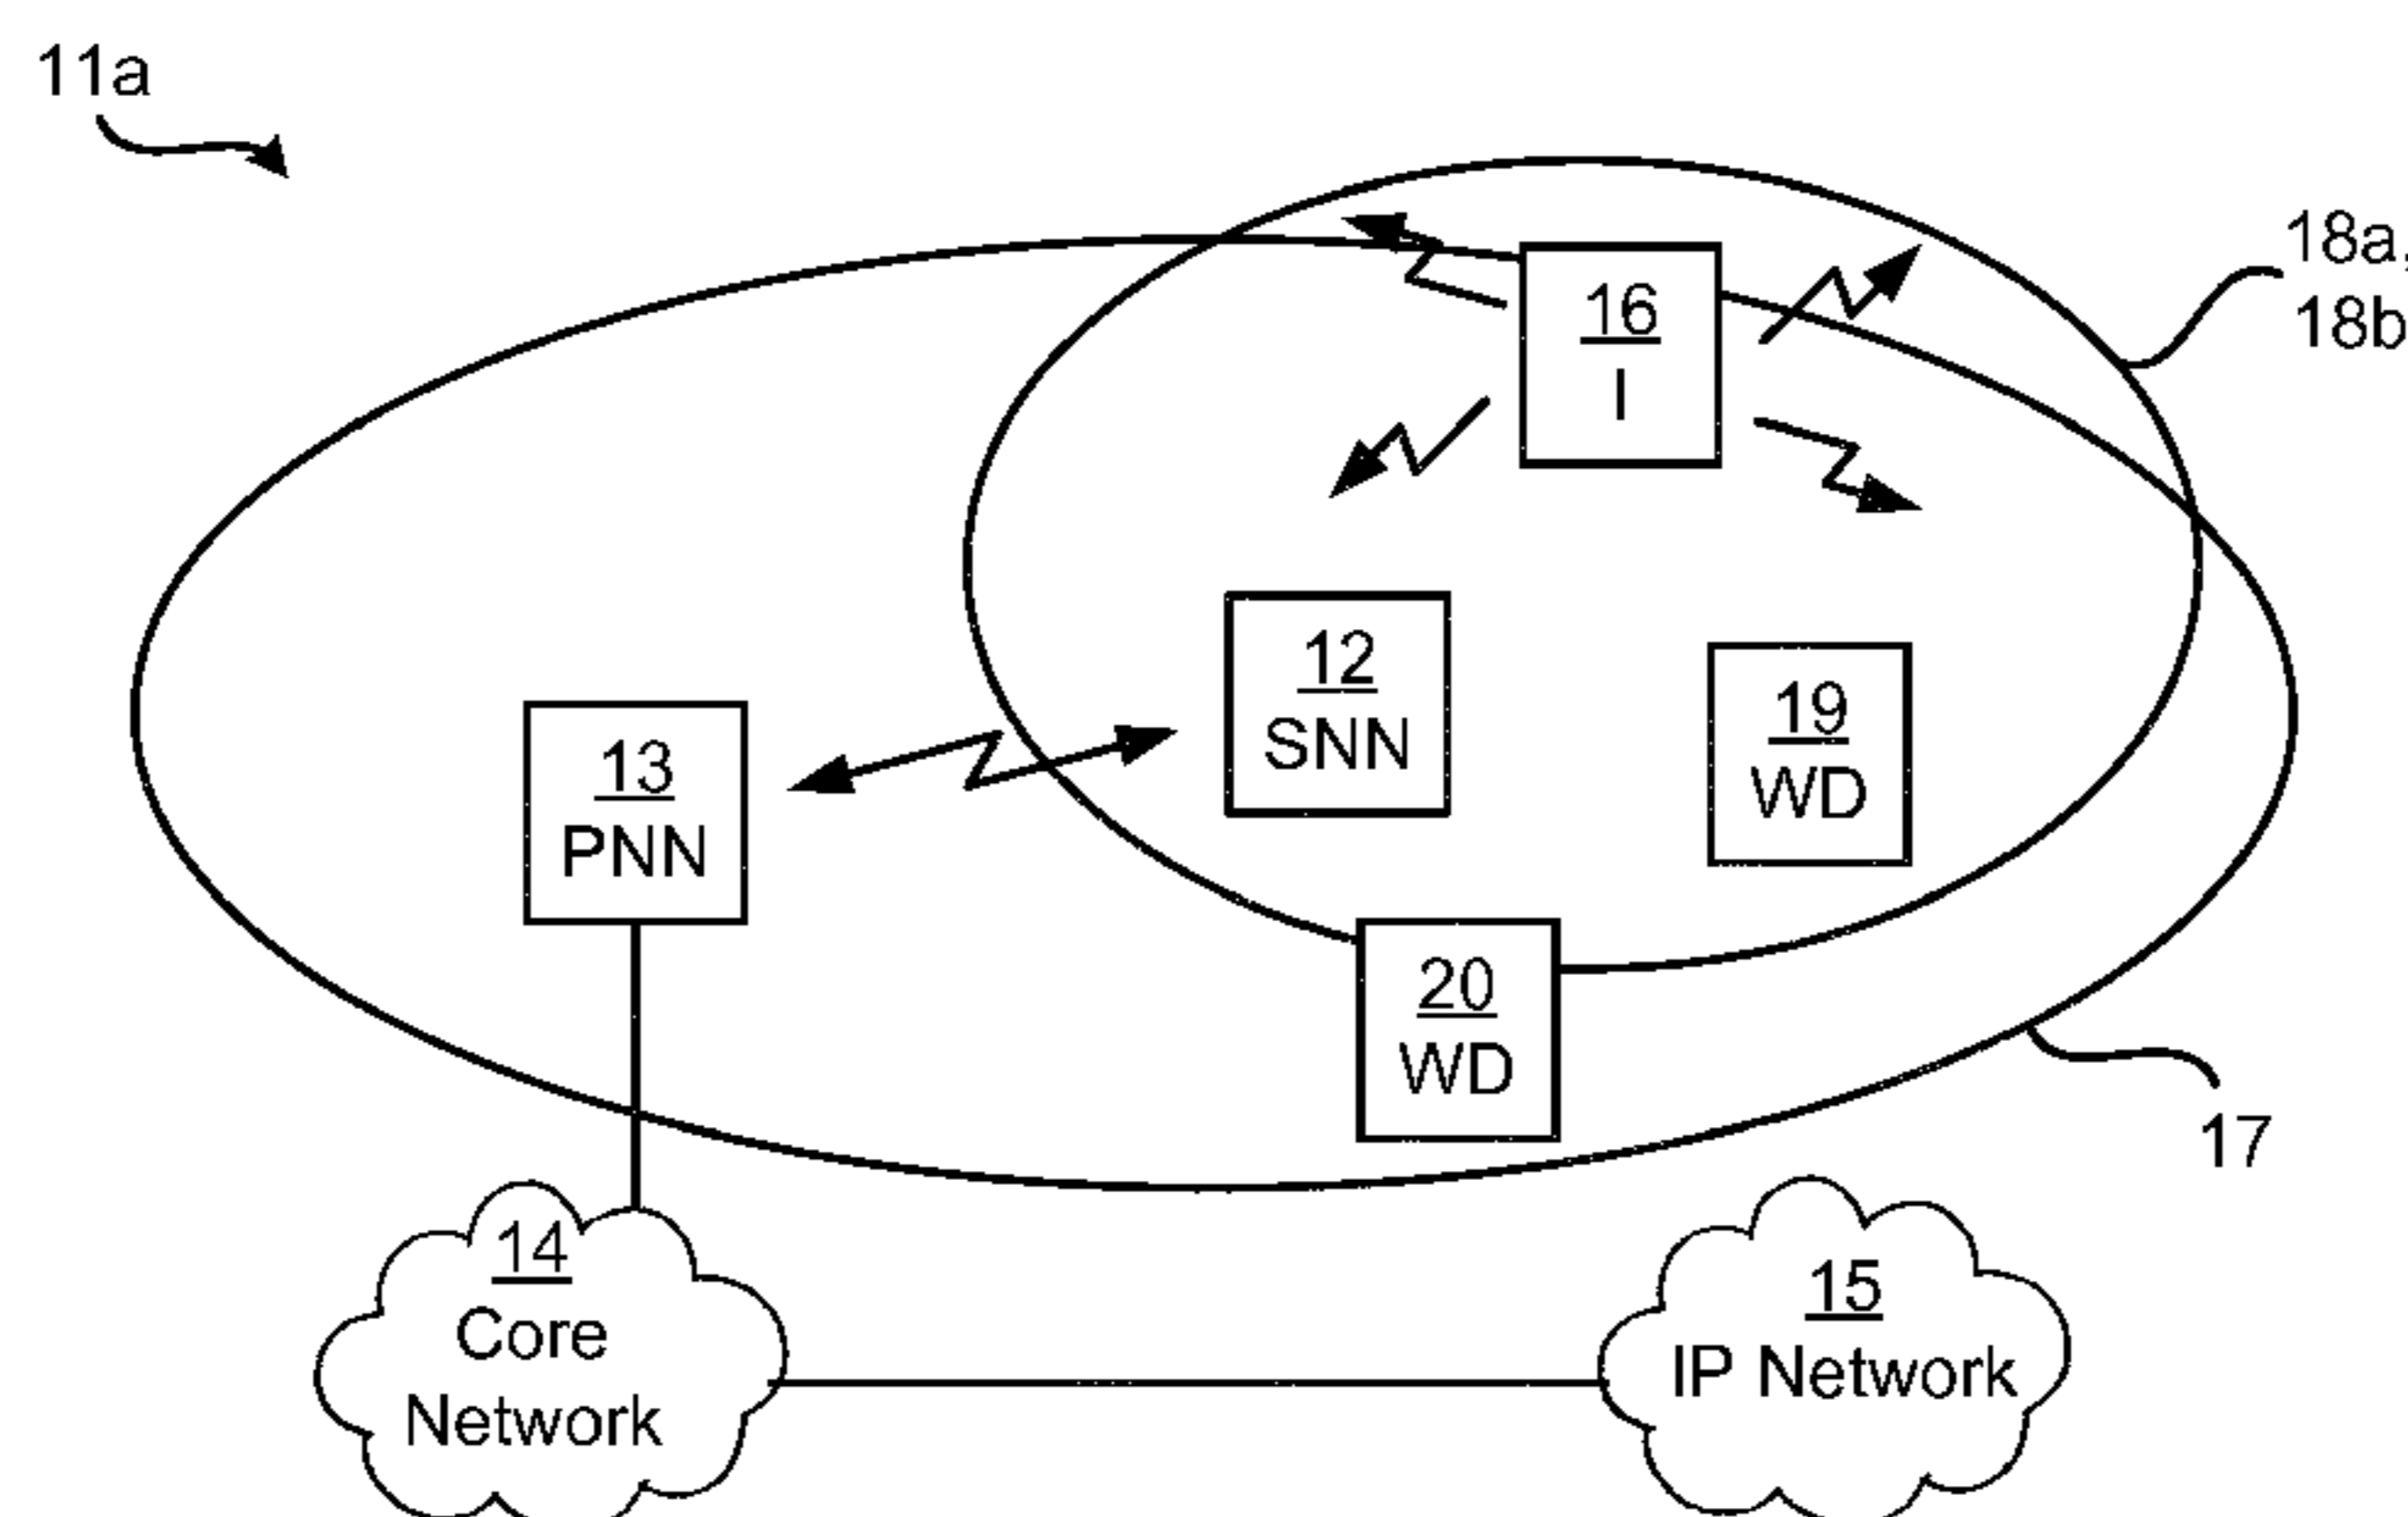 11a
18a,
18b
16
I
12
SNN
19
WD
13
PNN
20
WD
17
14
Core
Network
15
IP Network